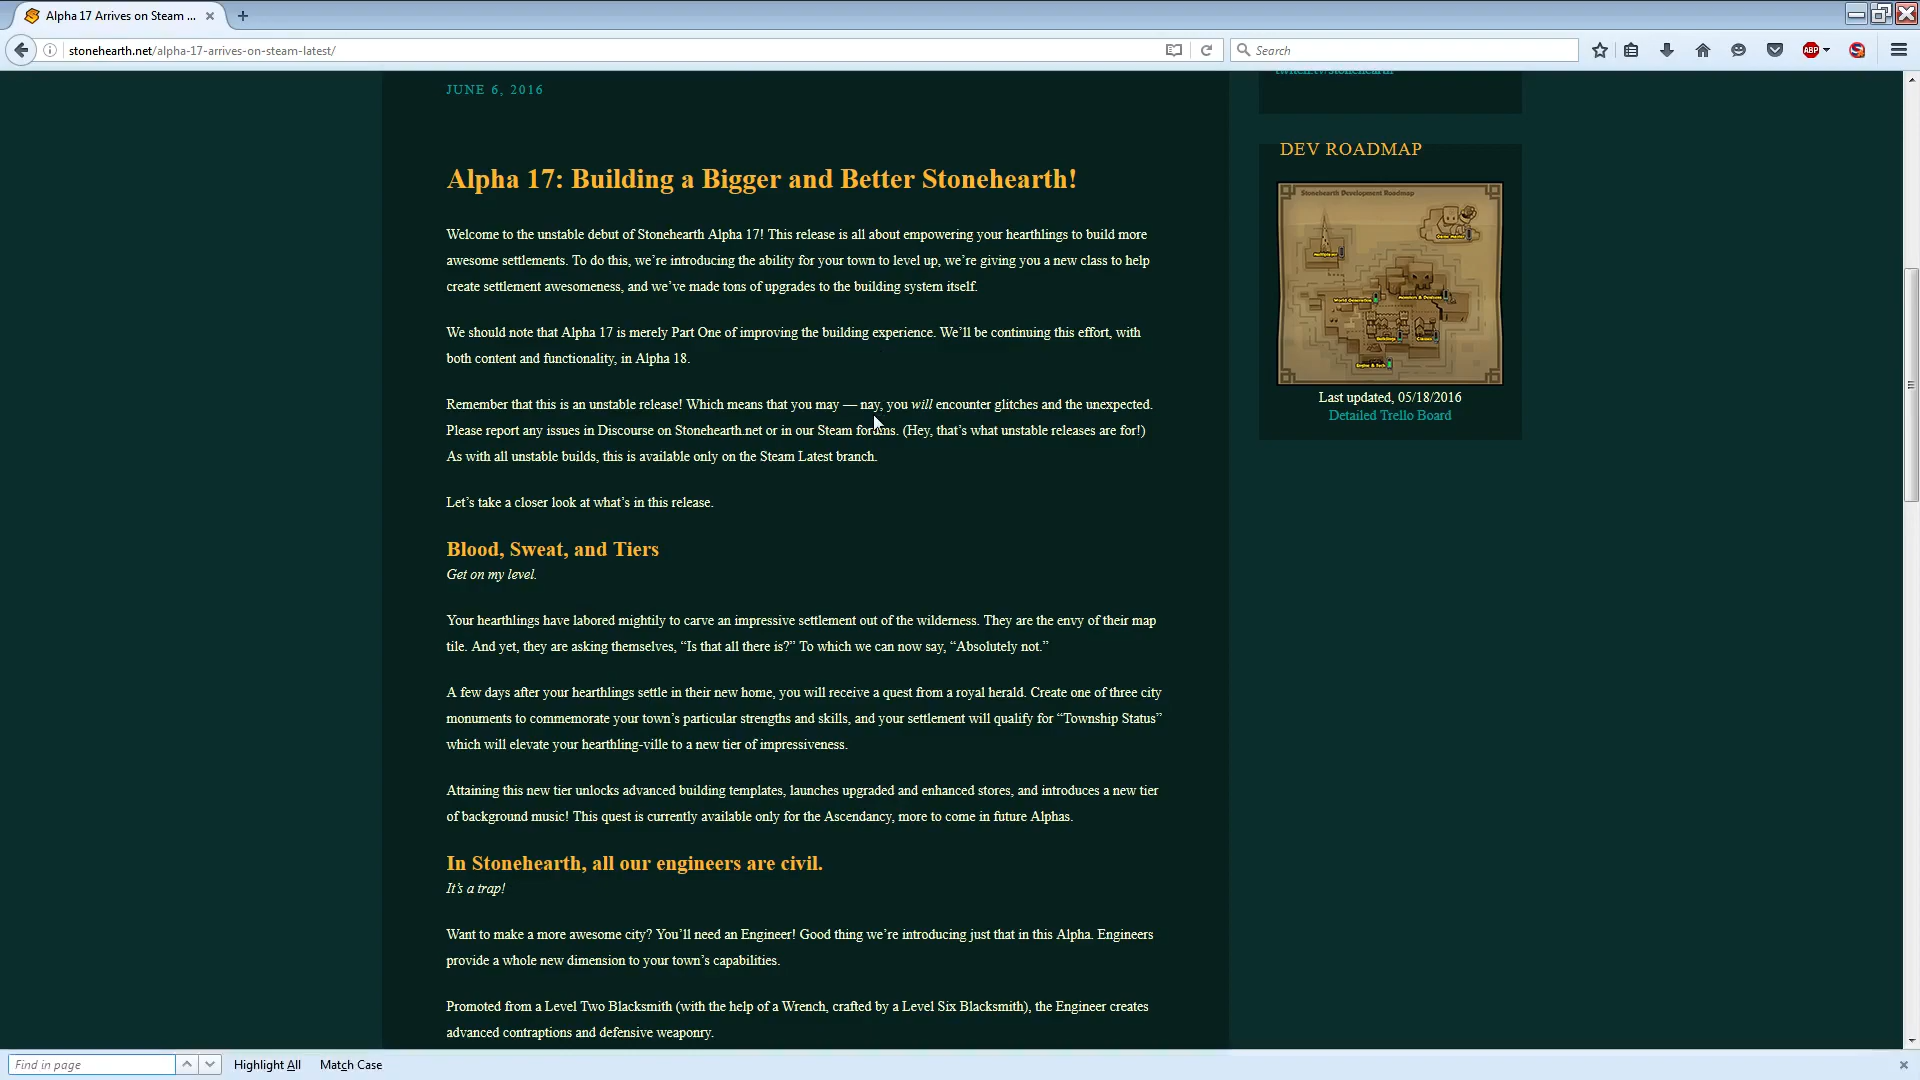 Alpha 17 Arrives on Steam ...
stonehearth.net/alpha-17-arrives-on-steam-latest/
Search
ABP
JUNE 6, 2016
Alpha 17: Building a Bigger and Better Stonehearth!
Welcome to the unstable debut of Stonehearth Alpha 17! This release is all about empowering your hearthlings to build more
awesome settlements. To do this, we’re introducing the ability for your town to level up, we’re giving you a new class to help
create settlement awesomeness, and we’ve made tons of upgrades to the building system itself.
We should note that Alpha 17 is merely Part One of improving the building experience. We’ll be continuing this effort, with
both content and functionality, in Alpha 18.
Remember that this is an unstable release! Which means that you may — nay, you will encounter glitches and the unexpected.
Please report any issues in Discourse on Stonehearth.net or in our Steam forums. (Hey, that’s what unstable releases are for!)
As with all unstable builds, this is available only on the Steam Latest branch.
Let’s take a closer look at what’s in this release.
Blood, Sweat, and Tiers
Get on my level.
Your hearthlings have labored mightily to carve an impressive settlement out of the wilderness. They are the envy of their map
tile. And yet, they are asking themselves, “Is that all there is?” To which we can now say, “Absolutely not.”
A few days after your hearthlings settle in their new home, you will receive a quest from a royal herald. Create one of three city
monuments to commemorate your town’s particular strengths and skills, and your settlement will qualify for “Township Status”
which will elevate your hearthling-ville to a new tier of impressiveness.
Attaining this new tier unlocks advanced building templates, launches upgraded and enhanced stores, and introduces a new tier
of background music! This quest is currently available only for the Ascendancy, more to come in future Alphas.
In Stonehearth, all our engineers are civil.
It’s a trap!
Want to make a more awesome city? You’ll need an Engineer! Good thing we’re introducing just that in this Alpha. Engineers
provide a whole new dimension to your town’s capabilities.
Promoted from a Level Two Blacksmith (with the help of a Wrench, crafted by a Level Six Blacksmith), the Engineer creates
advanced contraptions and defensive weaponry.
twitch.tv/stonehearth
DEV ROADMAP
Stonehearth Development Roadmap
Game Master
Multiplayer
World Generation
Monsters & Dungeons
Buildings
Classes
Engine & Tech
Last updated, 05/18/2016
Detailed Trello Board
Find in page
Highlight All
Match Case